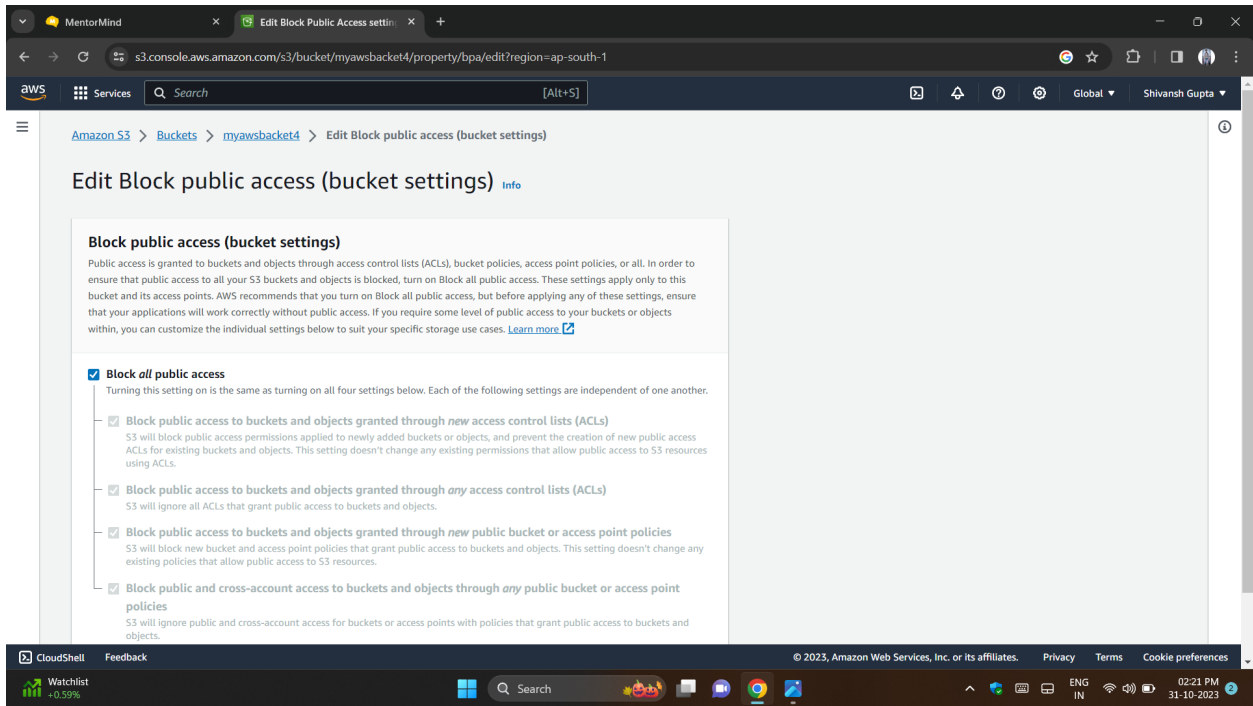 MentorMind
Edit Block Public Access setting
s3.console.aws.amazon.com/s3/bucket/myawsbacket4/property/bpa/edit?region=ap-south-1
aws
Services
Search
[Alt+S]
Global
Shivansh Gupta
Amazon S3 > Buckets > myawsbacket4 > Edit Block public access (bucket settings)
Edit Block public access (bucket settings) Info
Block public access (bucket settings)
Public access is granted to buckets and objects through access control lists (ACLs), bucket policies, access point policies, or all. In order to
ensure that public access to all your S3 buckets and objects is blocked, turn on Block all public access. These settings apply only to this
bucket and its access points. AWS recommends that you turn on Block all public access, but before applying any of these settings, ensure
that your applications will work correctly without public access. If you require some level of public access to your buckets or objects
within, you can customize the individual settings below to suit your specific storage use cases. Learn more
Block all public access
Turning this setting on is the same as turning on all four settings below. Each of the following settings are independent of one another.
Block public access to buckets and objects granted through new access control lists (ACLs)
S3 will block public access permissions applied to newly added buckets or objects, and prevent the creation of new public access
ACLs for existing buckets and objects. This setting doesn't change any existing permissions that allow public access to S3 resources
using ACLs.
Block public access to buckets and objects granted through any access control lists (ACLs)
S3 will ignore all ACLs that grant public access to buckets and objects.
Block public access to buckets and objects granted through new public bucket or access point policies
S3 will block new bucket and access point policies that grant public access to buckets and objects. This setting doesn't change any
existing policies that allow public access to S3 resources.
Block public and cross-account access to buckets and objects through any public bucket or access point
policies
S3 will ignore public and cross-account access for buckets or access points with policies that grant public access to buckets and
objects.
CloudShell
Feedback
© 2023, Amazon Web Services, Inc. or its affiliates.
Privacy
Terms
Cookie preferences
Watchlist
+0.59%
Search
ENG
IN
02:21 PM
31-10-2023
2